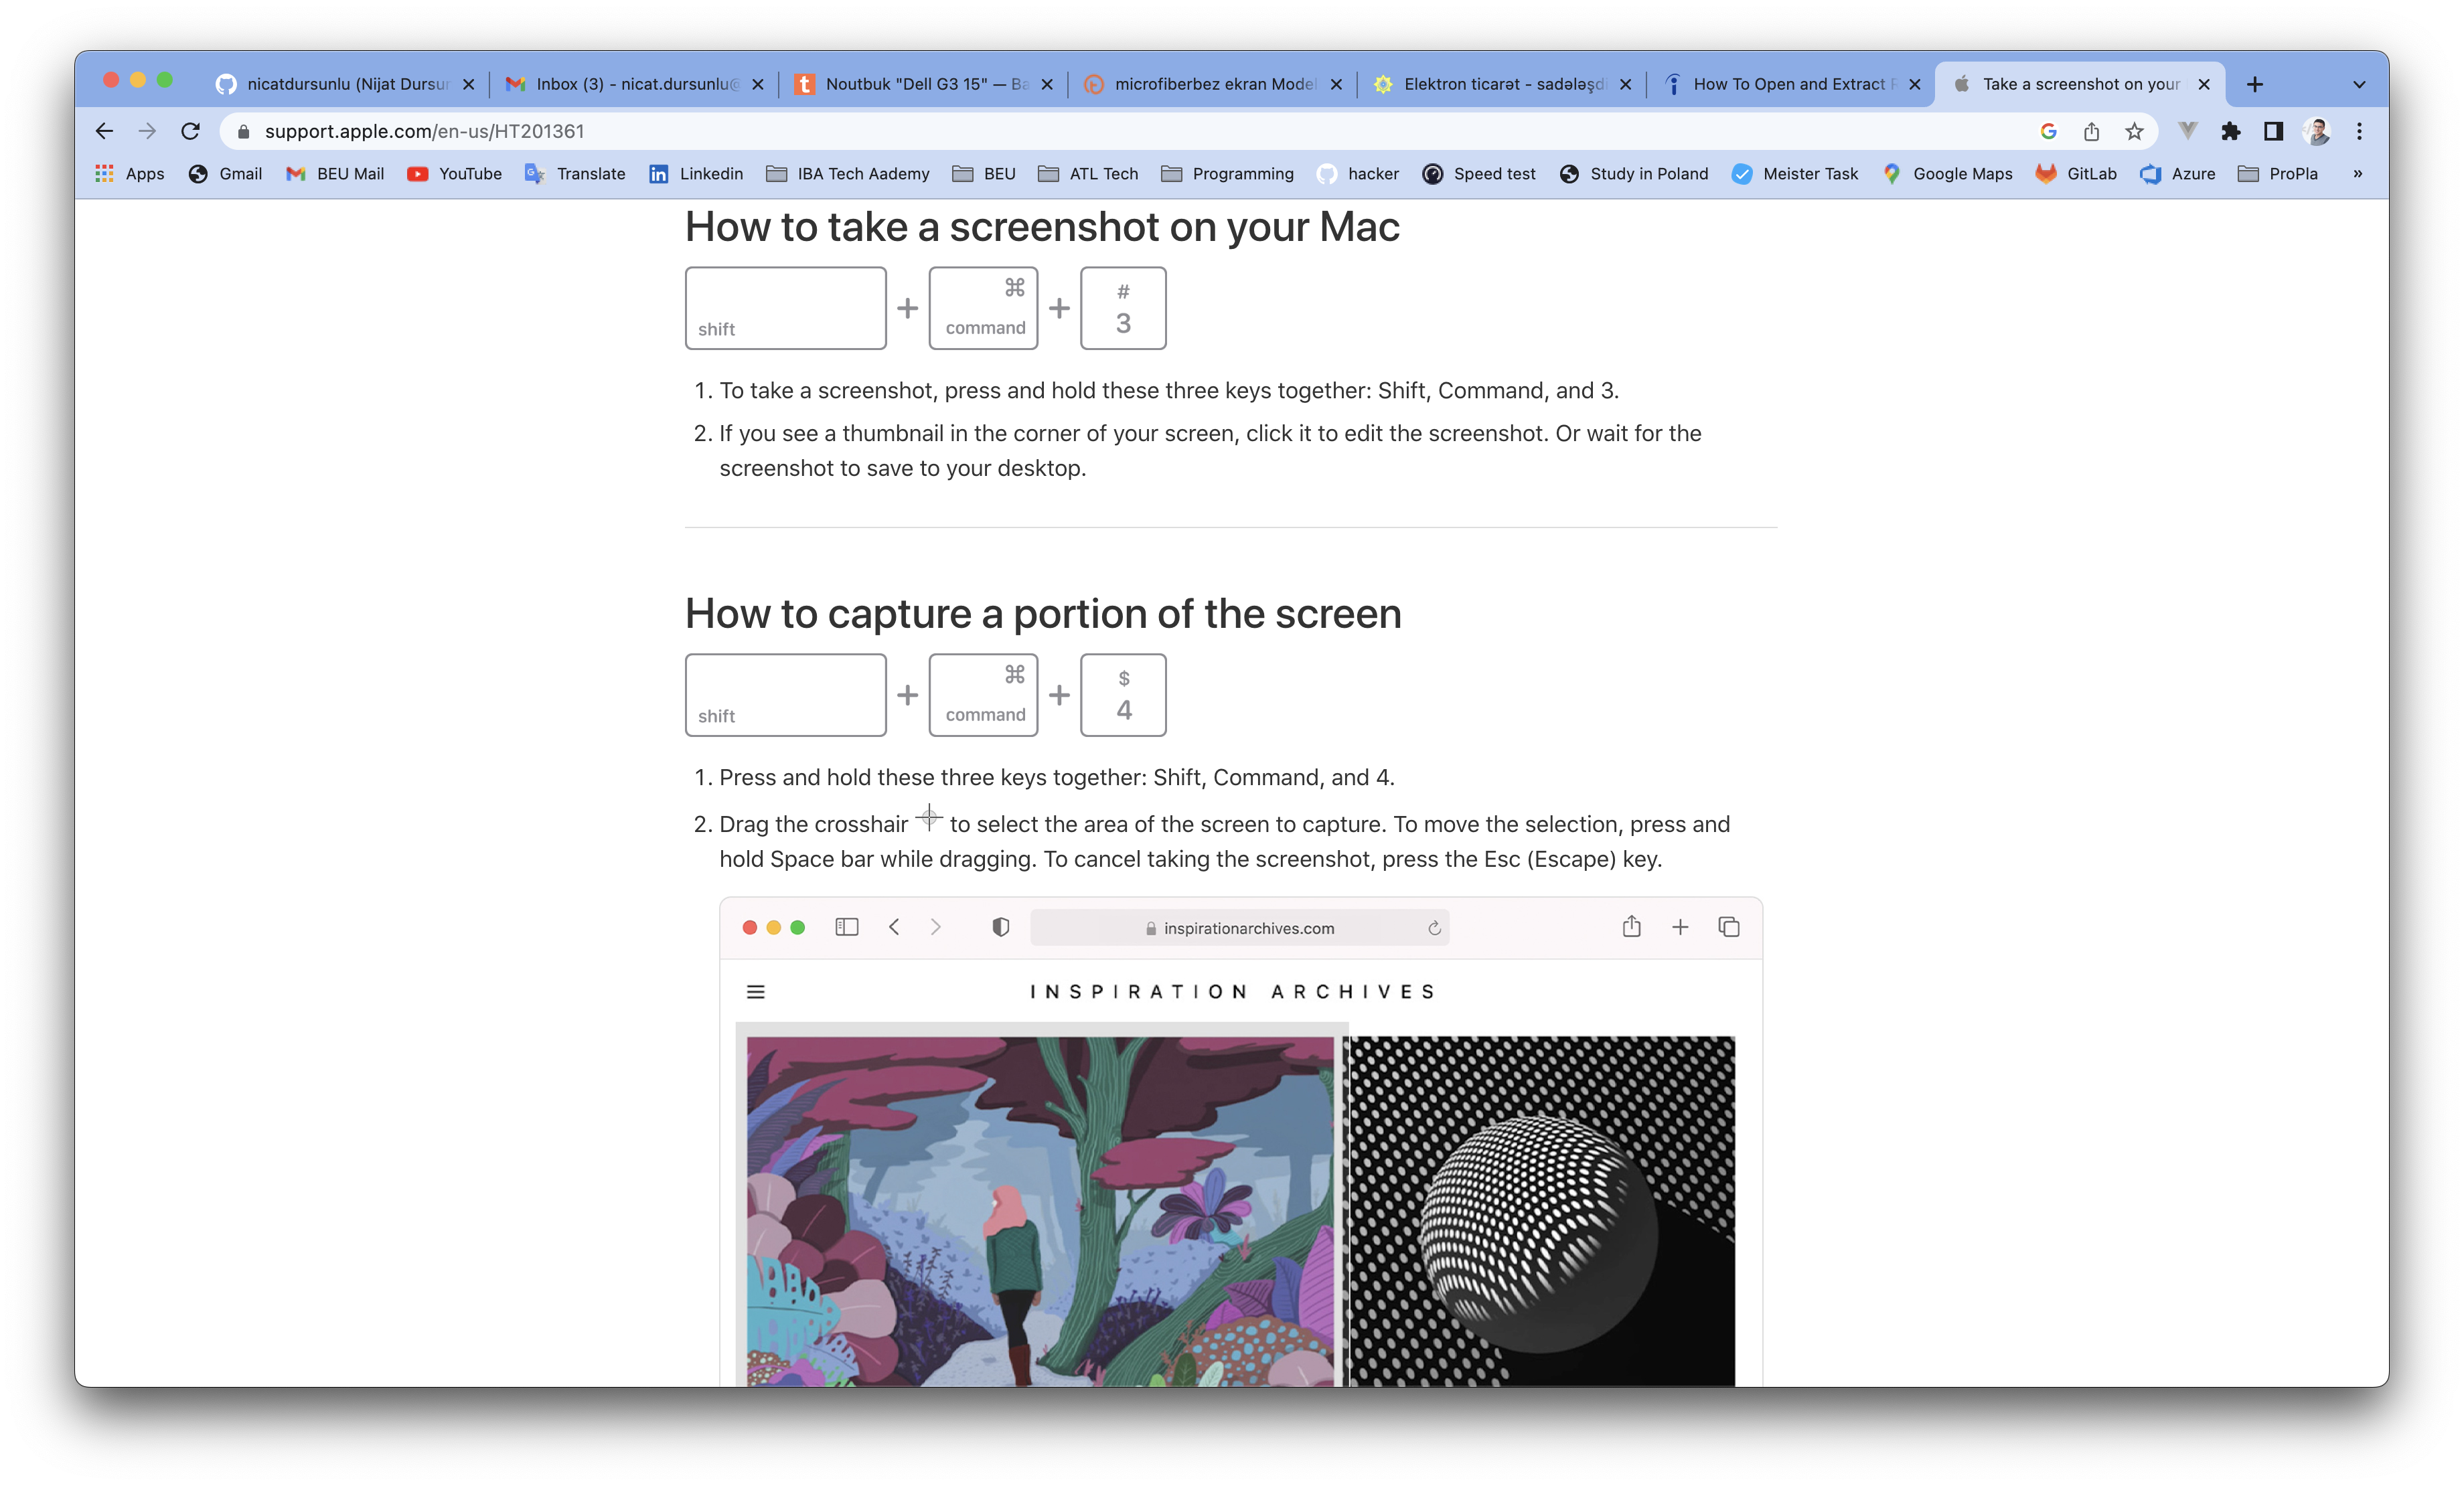 nicatdursunlu (Nijat Dursun
Inbox (3) - nicat.dursunlu@
Noutbuk "Dell G3 15" — Ba
microfiberbez ekran Model
Elektron ticarət - sadələşdi
How To Open and Extract R
Take a screenshot on your
support.apple.com/en-us/HT201361
Apps
Gmail
BEU Mail
YouTube
Translate
Linkedin
IBA Tech Aademy
BEU
ATL Tech
Programming
hacker
Speed test
Study in Poland
Meister Task
Google Maps
GitLab
Azure
ProPla
»
How to take a screenshot on your Mac
shift + ⌘ command + # 3
1. To take a screenshot, press and hold these three keys together: Shift, Command, and 3.
2. If you see a thumbnail in the corner of your screen, click it to edit the screenshot. Or wait for the
screenshot to save to your desktop.
How to capture a portion of the screen
shift + ⌘ command + $ 4
1. Press and hold these three keys together: Shift, Command, and 4.
2. Drag the crosshair to select the area of the screen to capture. To move the selection, press and
hold Space bar while dragging. To cancel taking the screenshot, press the Esc (Escape) key.
inspirationarchives.com
INSPIRATION ARCHIVES